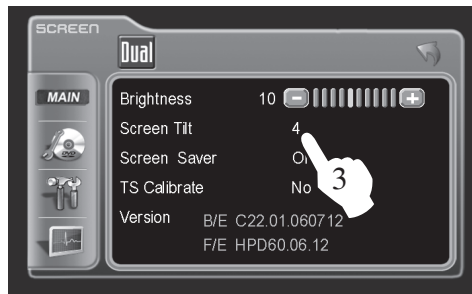 SCREEN
Dual
MAIN
Brightness 10
Screen Tilt 4
Screen Saver
TS Calibrate No
Version B/E C22.01.060712
F/E HPD60.06.12
DVD
3